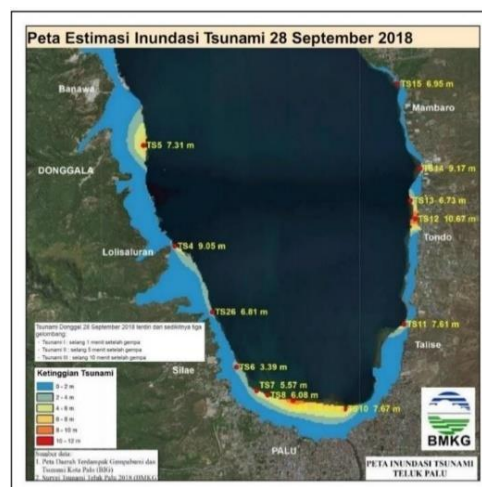 Peta Estimasi Inundasi Tsunami 28 September 2018
Banawa
TS15 6.95 m
Mambaro
TS5 7.31 m
DONGGALA
TS14 9.17 m
TS13 6.73 m
TS12 10.67 m
Tondo
Lolisaluran
TS4 9.05 m
TS26 6.81 m
TS11 7.61 m
Talise
Tsunami Donggal 28 September 2018 terdiri dari sedikitnya tiga
gelombang:
- Tsunami I : selang 1 menit setelah gempa
- Tsunami II : selang 5 menit setelah gempa
- Tsunami III : selang 10 menit setelah gempa
TS6 3.39 m
Silae
TS7 5.57 m
TS8 6.08 m
TS10 7.67 m
PALU
Ketinggian Tsunami
0 - 2 m
2 - 4 m
4 - 6 m
6 - 8 m
8 - 10 m
10 - 12 m
Sumber data:
1. Peta Daerah Terdampak Gempabumi dan
Tsunami Kota Palu (BIG)
2. Survei Tsunami Teluk Palu 2018 (BMKG
BMKG
PETA INUNDASI TSUNAMI
TELUK PALU